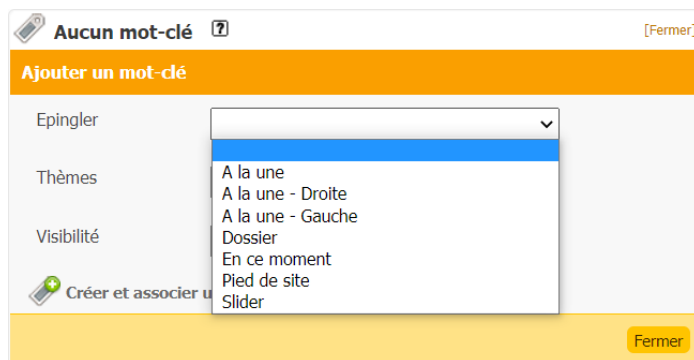 Aucun mot-clé ?
[Fermer]
Ajouter un mot-clé
Epingler
A la une
A la une - Droite
A la une - Gauche
Dossier
En ce moment
Pied de site
Slider
Thèmes
Visibilité
Créer et associer u
Fermer